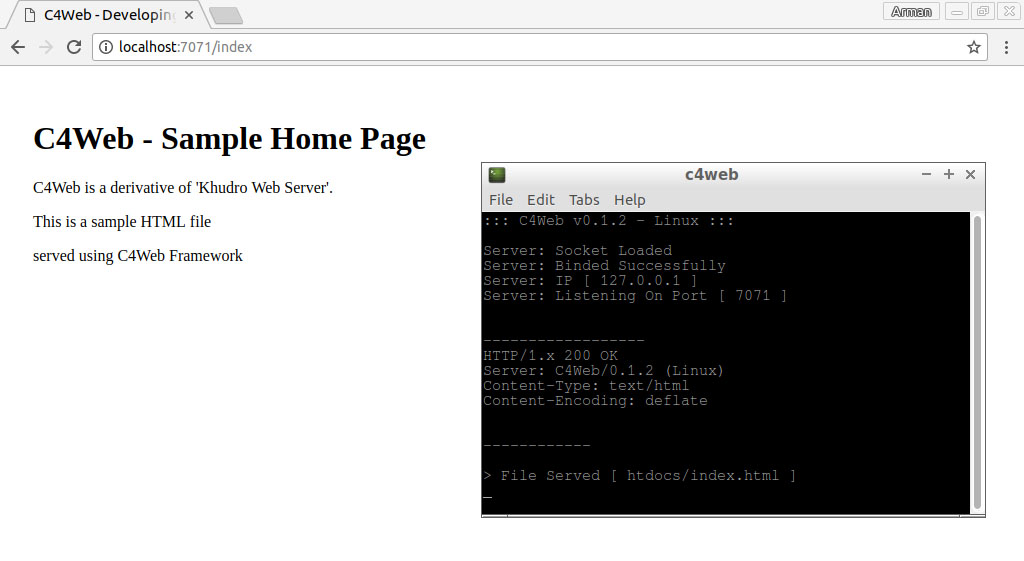 C4Web - Developing
Arman
localhost:7071/index
C4Web - Sample Home Page
C4Web is a derivative of 'Khudro Web Server'.
This is a sample HTML file
served using C4Web Framework
c4web
File Edit Tabs Help
::: C4Web v0.1.2 - Linux :::
Server: Socket Loaded
Server: Binded Successfully
Server: IP [ 127.0.0.1 ]
Server: Listening On Port [ 7071 ]
------------------
HTTP/1.x 200 OK
Server: C4Web/0.1.2 (Linux)
Content-Type: text/html
Content-Encoding: deflate
------------
> File Served [ htdocs/index.html ]
_